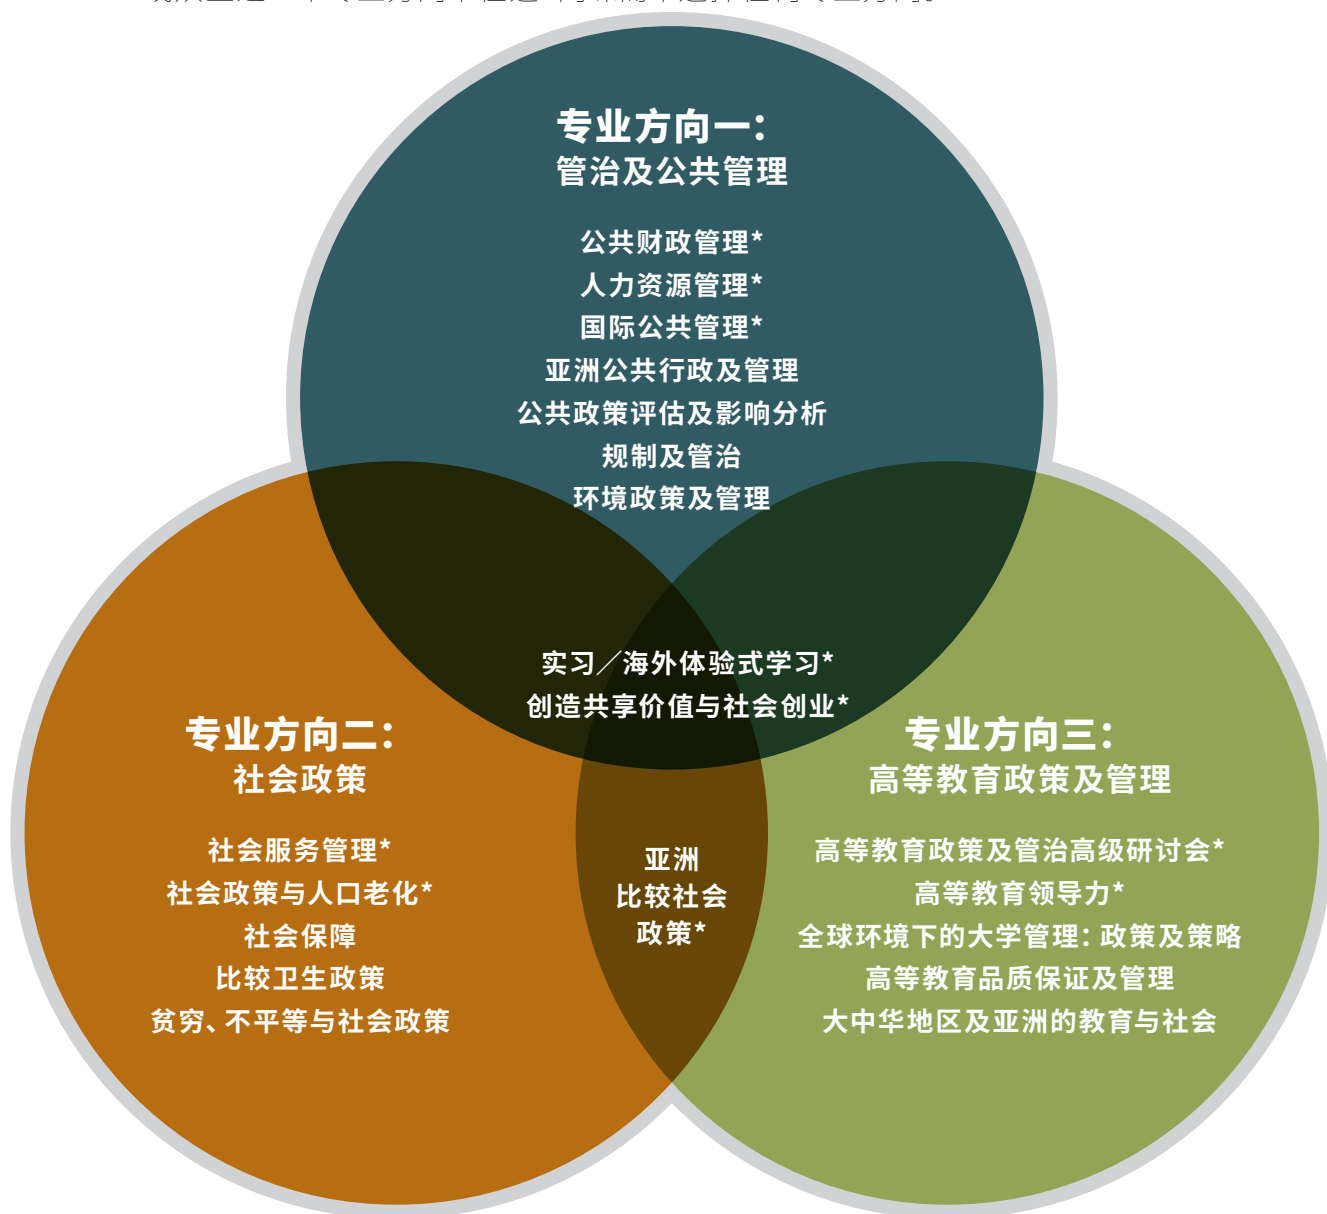 专业方向一：
管治及公共管理
公共财政管理*
人力资源管理*
国际公共管理*
亚洲公共行政及管理
公共政策评估及影响分析
规制及管治
环境政策及管理
实习／海外体验式学习*
创造共享价值与社会创业*
专业方向二：
社会政策
社会服务管理*
社会政策与人口老化*
社会保障
比较卫生政策
贫穷、不平等与社会政策
亚洲
比较社会
政策*
专业方向三：
高等教育政策及管理
高等教育政策及管治高级研讨会*
高等教育领导力*
全球环境下的大学管理：政策及策略
高等教育品质保证及管理
大中华地区及亚洲的教育与社会